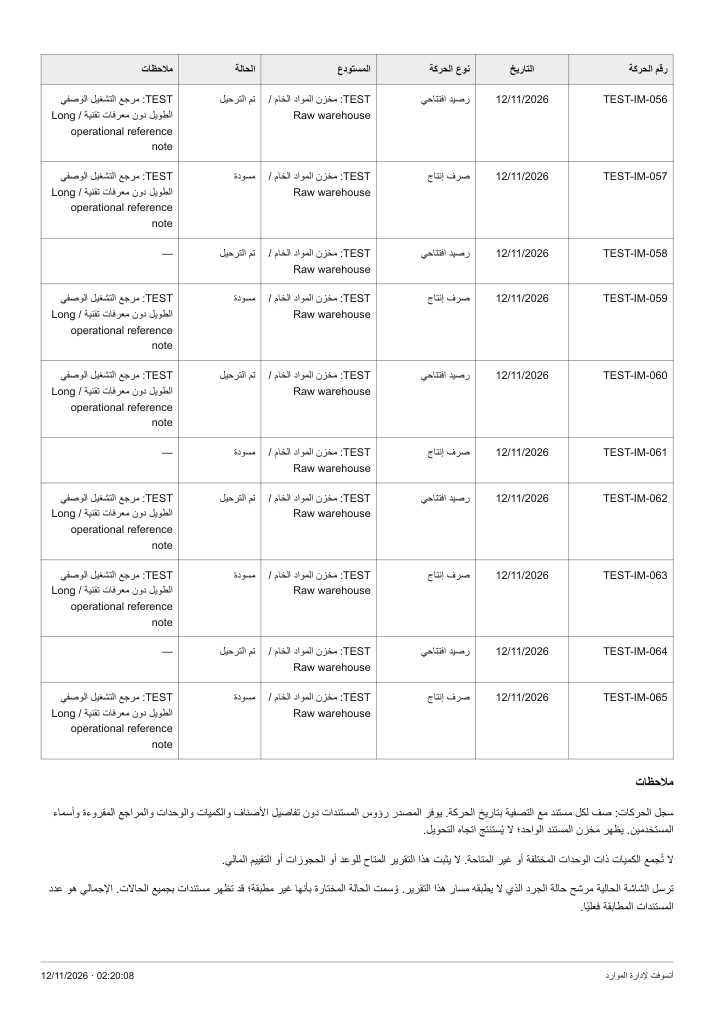 رقم الحركة التاريخ نوع الحركة المستودع الحالة ملاحظات
TEST-IM-056 12/11/2026 رصيد افتتاحي TEST: مخزن المواد الخام / تم الترحيل TEST: مرجع التشغيل الوصفي
Raw warehouse الطويل دون معرفات تقنية / Long
operational reference
note
TEST-IM-057 12/11/2026 صرف إنتاج TEST: مخزن المواد الخام / مسودة TEST: مرجع التشغيل الوصفي
Raw warehouse الطويل دون معرفات تقنية / Long
operational reference
note
TEST-IM-058 12/11/2026 رصيد افتتاحي TEST: مخزن المواد الخام / تم الترحيل —
Raw warehouse
TEST-IM-059 12/11/2026 صرف إنتاج TEST: مخزن المواد الخام / مسودة TEST: مرجع التشغيل الوصفي
Raw warehouse الطويل دون معرفات تقنية / Long
operational reference
note
TEST-IM-060 12/11/2026 رصيد افتتاحي TEST: مخزن المواد الخام / تم الترحيل TEST: مرجع التشغيل الوصفي
Raw warehouse الطويل دون معرفات تقنية / Long
operational reference
note
TEST-IM-061 12/11/2026 صرف إنتاج TEST: مخزن المواد الخام / مسودة —
Raw warehouse
TEST-IM-062 12/11/2026 رصيد افتتاحي TEST: مخزن المواد الخام / تم الترحيل TEST: مرجع التشغيل الوصفي
Raw warehouse الطويل دون معرفات تقنية / Long
operational reference
note
TEST-IM-063 12/11/2026 صرف إنتاج TEST: مخزن المواد الخام / مسودة TEST: مرجع التشغيل الوصفي
Raw warehouse الطويل دون معرفات تقنية / Long
operational reference
note
TEST-IM-064 12/11/2026 رصيد افتتاحي TEST: مخزن المواد الخام / تم الترحيل —
Raw warehouse
TEST-IM-065 12/11/2026 صرف إنتاج TEST: مخزن المواد الخام / مسودة TEST: مرجع التشغيل الوصفي
Raw warehouse الطويل دون معرفات تقنية / Long
operational reference
note
ملاحظات
سجل الحركات: صف لكل مستند مع التصفية بتاريخ الحركة. يوفر المصدر رؤوس المستندات دون تفاصيل الأصناف والكميات والوحدات والمراجع المقروءة وأسماء
المستخدمين. يظهر مخزن المستند الواحد؛ لا يُستنتج اتجاه التحويل.
لا تُجمع الكميات ذات الوحدات المختلفة أو غير المتاحة. لا يثبت هذا التقرير المتاح للوعد أو الحجوزات أو التقييم المالي.
ترسل الشاشة الحالية مرشح حالة الجرد الذي لا يطبقه مسار هذا التقرير. وُسمت الحالة المختارة بأنها غير مطبقة؛ قد تظهر مستندات بجميع الحالات. الإجمالي هو عدد
المستندات المطابقة فعليًا.
أتسوفت لإدارة الموارد
12/11/2026 · 02:20:08